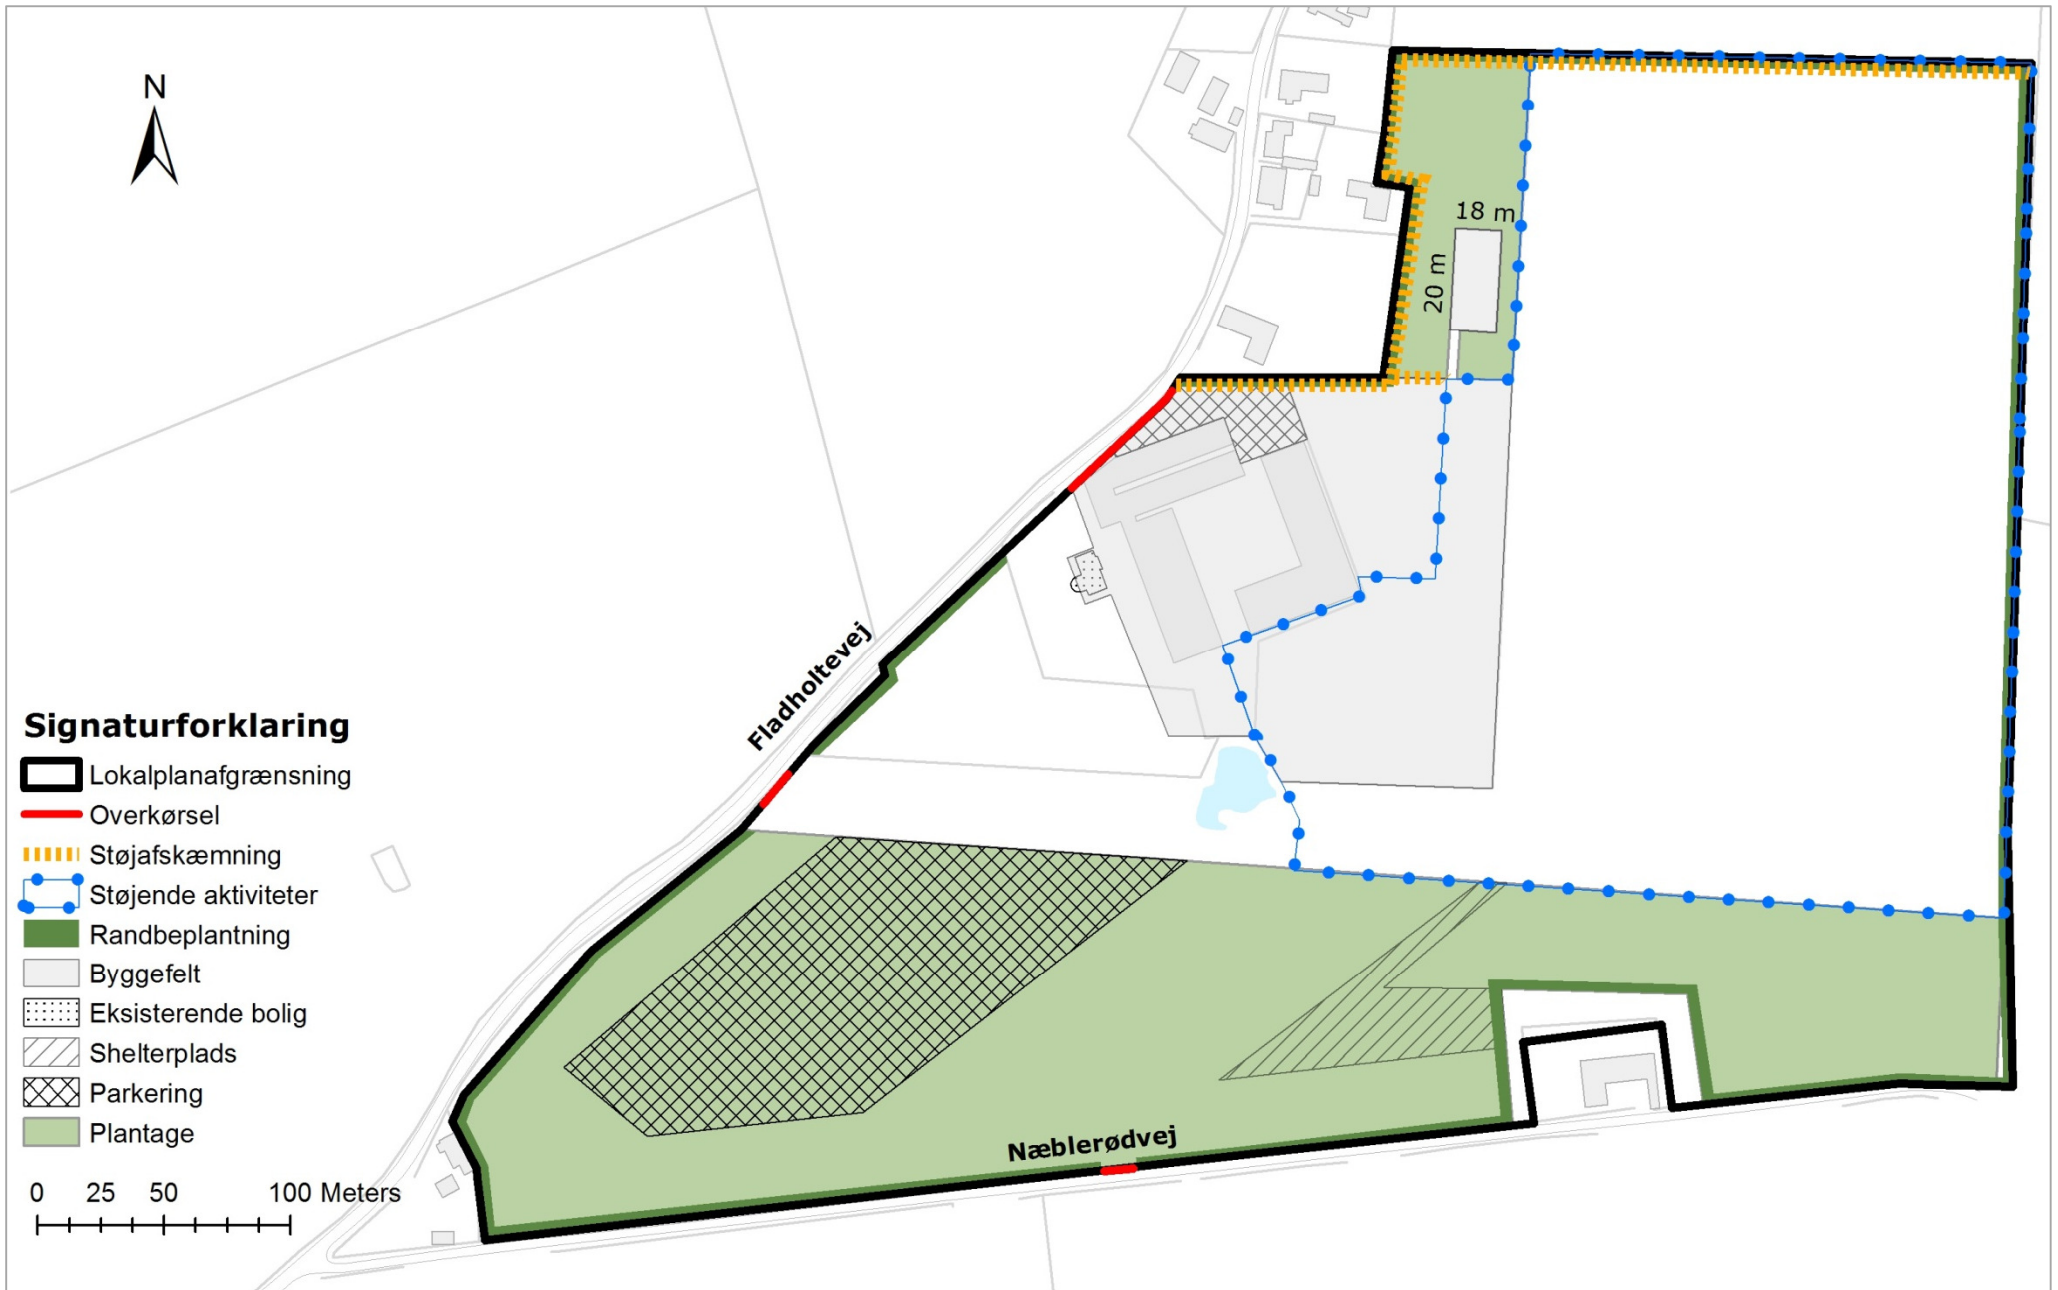 N
18 m
20 m
Fladholtevej
Signaturforklaring
Lokalplanafgrænsning
Overkørsel
Støjafskæmning
Støjende aktiviteter
Randbeplantning
Byggefelt
Eksisterende bolig
Shelterplads
Parkering
Plantage
0 25 50 100 Meters
Næblerødvej